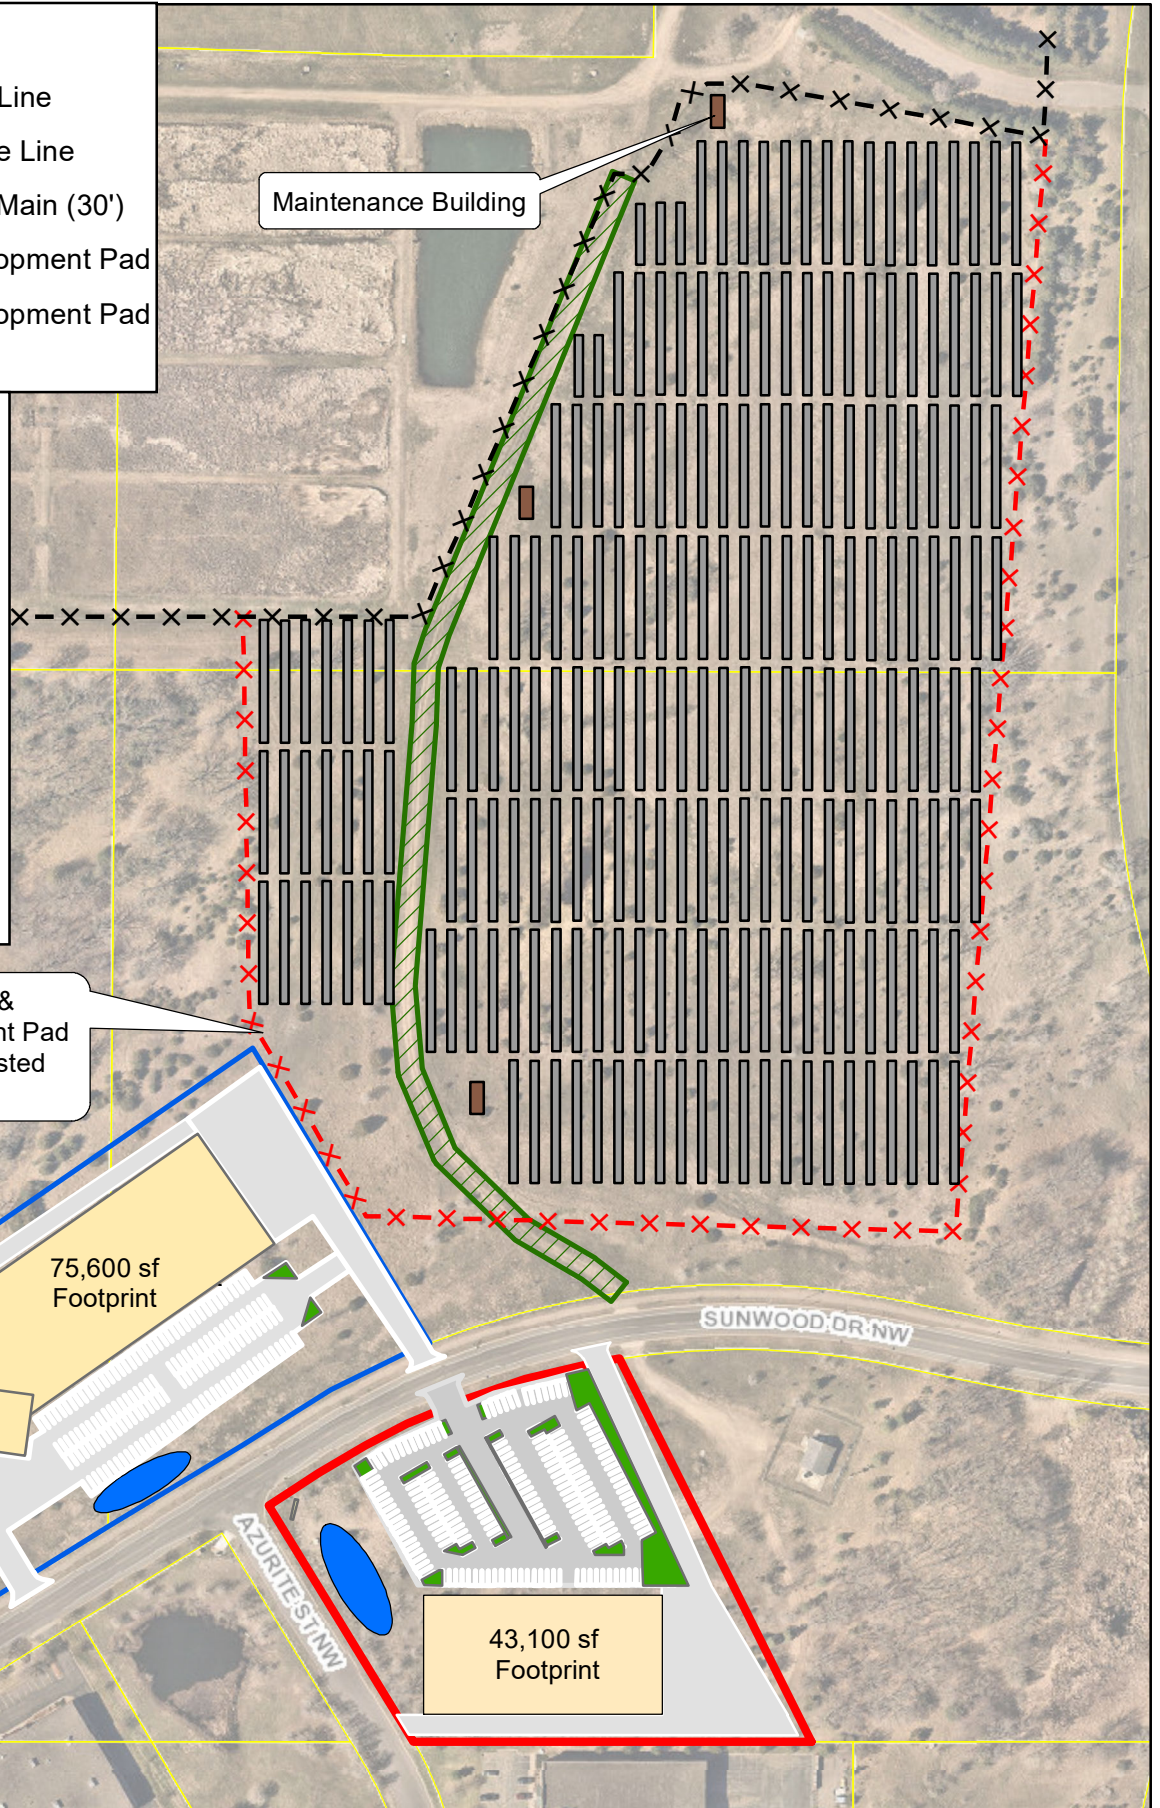 Line
e Line
Main (30')
opment Pad
opment Pad
Maintenance Building
&
nt Pad
sted
75,600 sf
Footprint
SUNWOOD DR NW
AZURITE ST NW
43,100 sf
Footprint